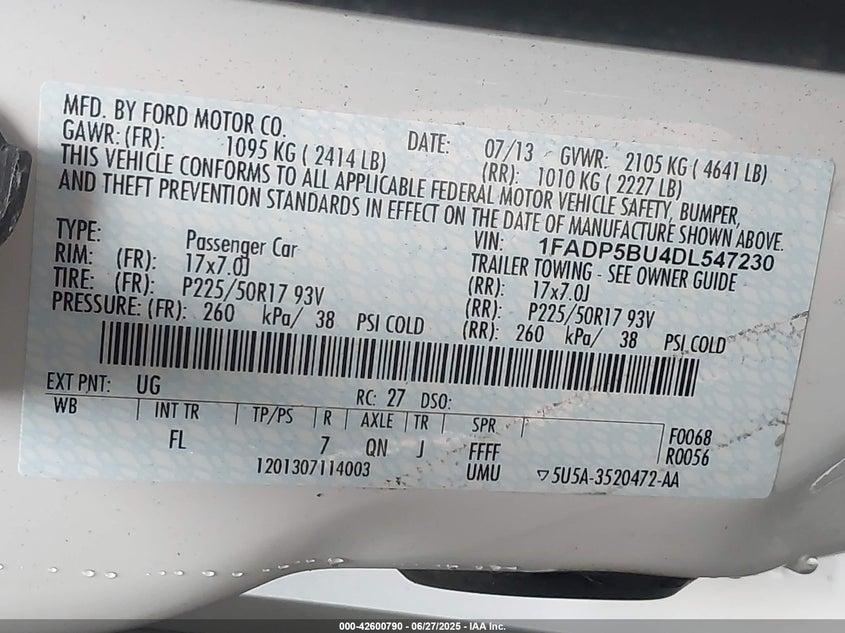 MFD. BY FORD MOTOR CO.
DATE: 07/13 GVWR: 2105 KG ( 4641 LB)
GAWR: (FR): 1095 KG ( 2414 LB) (RR): 1010 KG ( 2227 LB)
THIS VEHICLE CONFORMS TO ALL APPLICABLE FEDERAL MOTOR VEHICLE SAFETY, BUMPER,
AND THEFT PREVENTION STANDARDS IN EFFECT ON THE DATE OF MANUFACTURE SHOWN ABOVE.
TYPE: Passenger Car VIN: 1FADP5BU4DL547230
TRAILER TOWING - SEE OWNER GUIDE
RIM: (FR): 17x7.0J (RR): 17x7.0J
TIRE: (FR): P225/50R17 93V (RR): P225/50R17 93V
PRESSURE: (FR): 260 kPa/ 38 PSI COLD (RR): 260 kPa/ 38 PSI COLD
EXT PNT: UG RC: 27 DSO:
WB INT TR TP/PS R AXLE TR SPR
FL 7 QN J FFFF F0068
1201307114003 UMU R0056
▽5U5A-3520472-AA
000-42600790 - 06/27/2025 - IAA Inc.